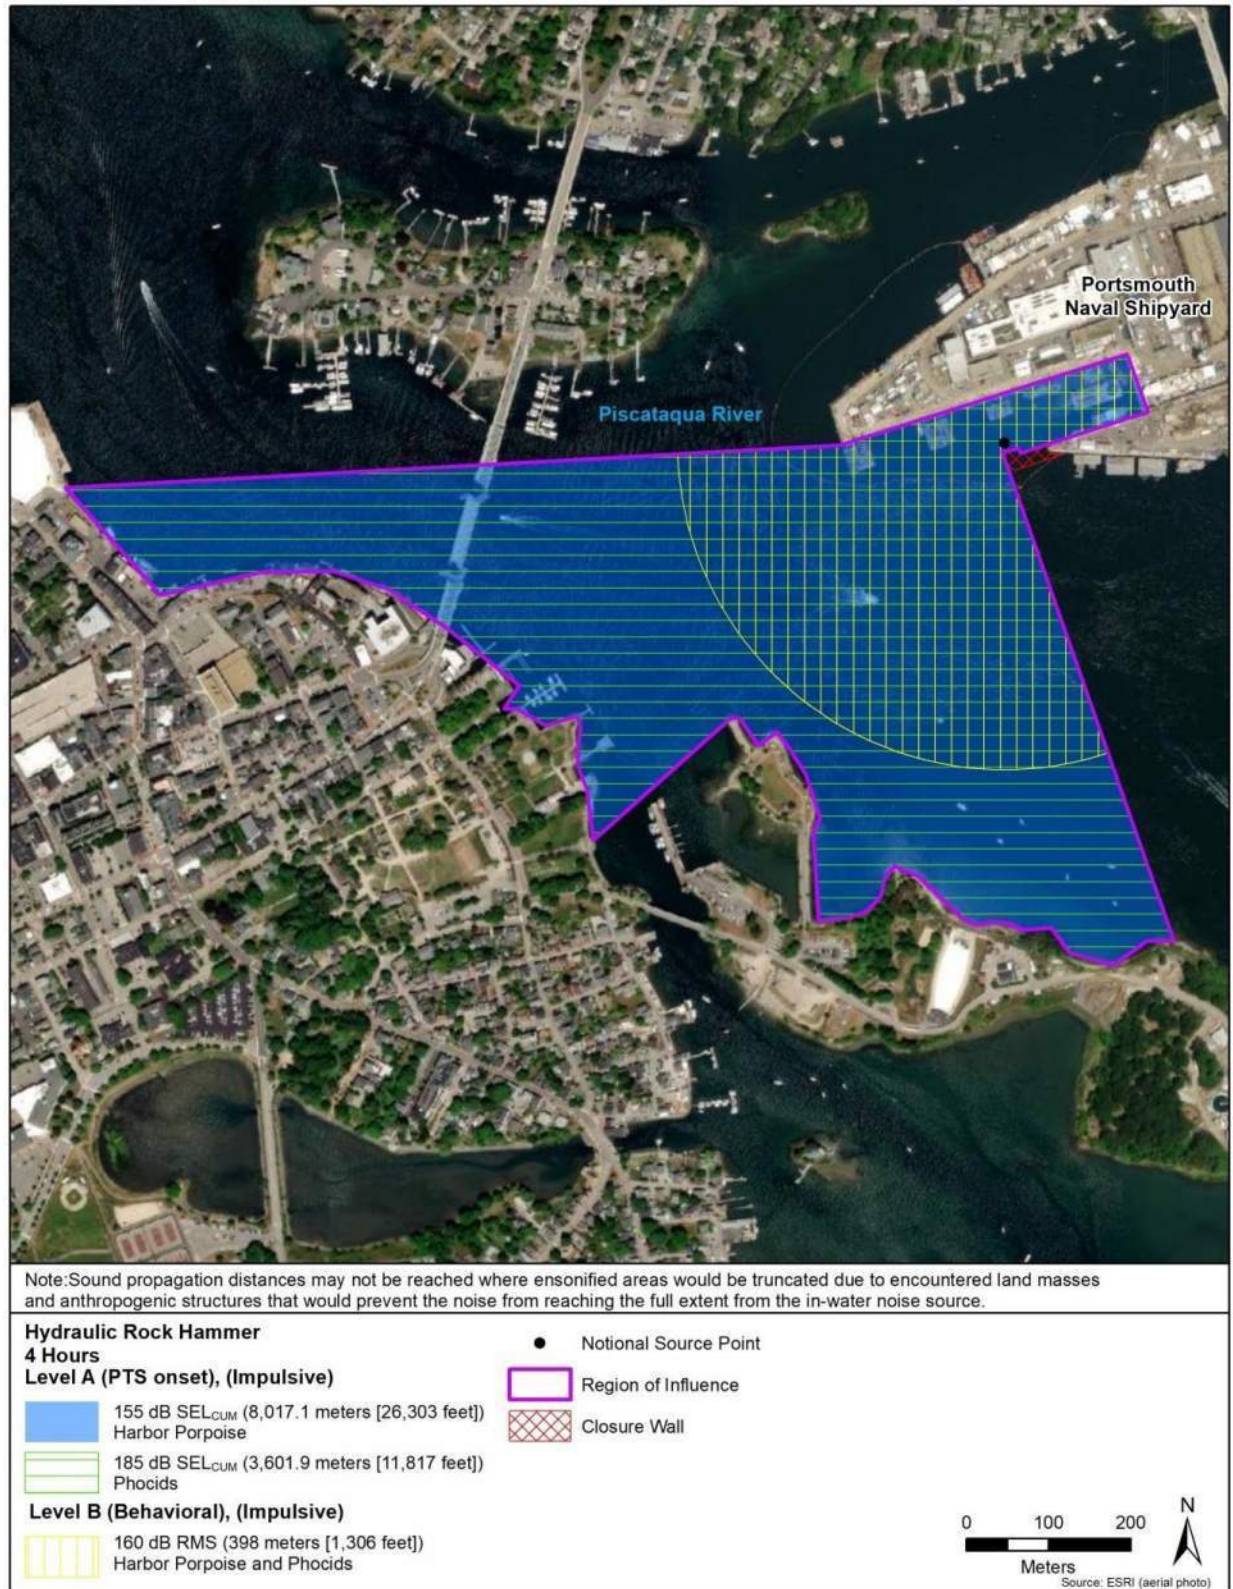 Portsmouth
Naval Shipyard
Piscataqua River
Note:Sound propagation distances may not be reached where ensonified areas would be truncated due to encountered land masses
and anthropogenic structures that would prevent the noise from reaching the full extent from the in-water noise source.
Hydraulic Rock Hammer
4 Hours
Level A (PTS onset), (Impulsive)
155 dB SELCUM (8,017.1 meters [26,303 feet])
Harbor Porpoise
185 dB SELCUM (3,601.9 meters [11,817 feet])
Phocids
Level B (Behavioral), (Impulsive)
160 dB RMS (398 meters [1,306 feet])
Harbor Porpoise and Phocids
Notional Source Point
Region of Influence
Closure Wall
0 100 200
Meters
N
Source: ESRI (aerial photo)